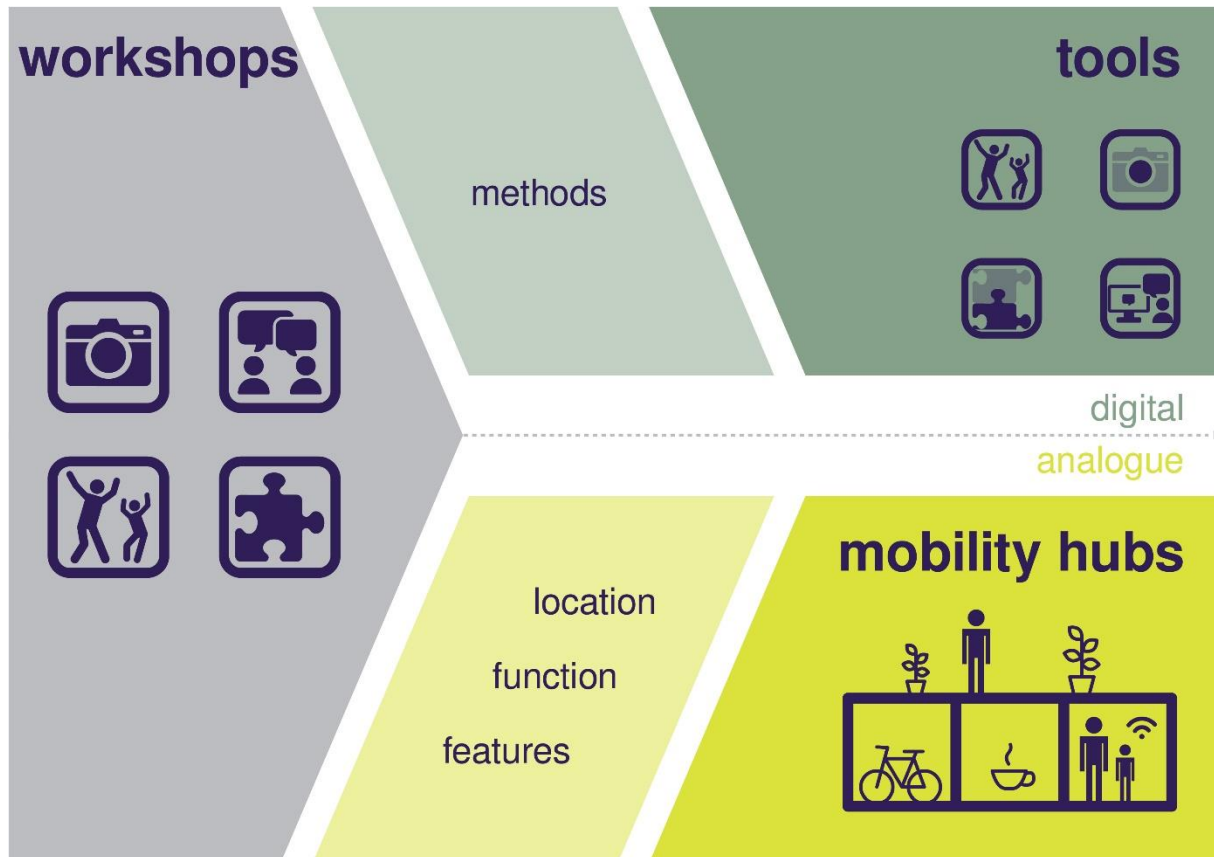 workshops
methods
tools
digital
analogue
location
function
features
mobility hubs